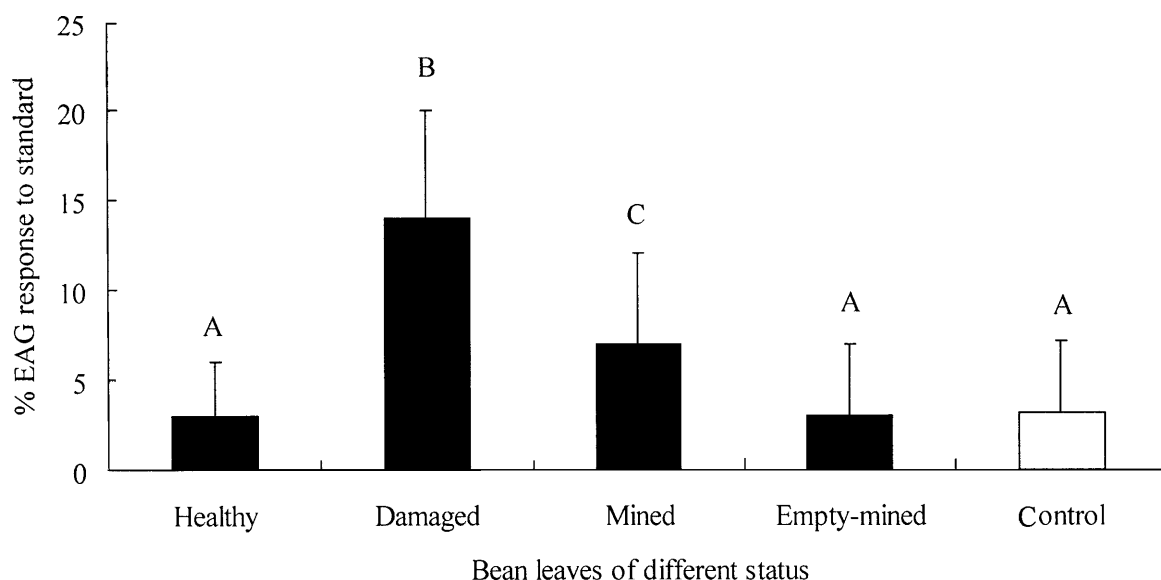 % EAG response to standard
25
20
15
10
5
0
A
B
C
A
A
Healthy
Damaged
Mined
Empty-mined
Control
Bean leaves of different status